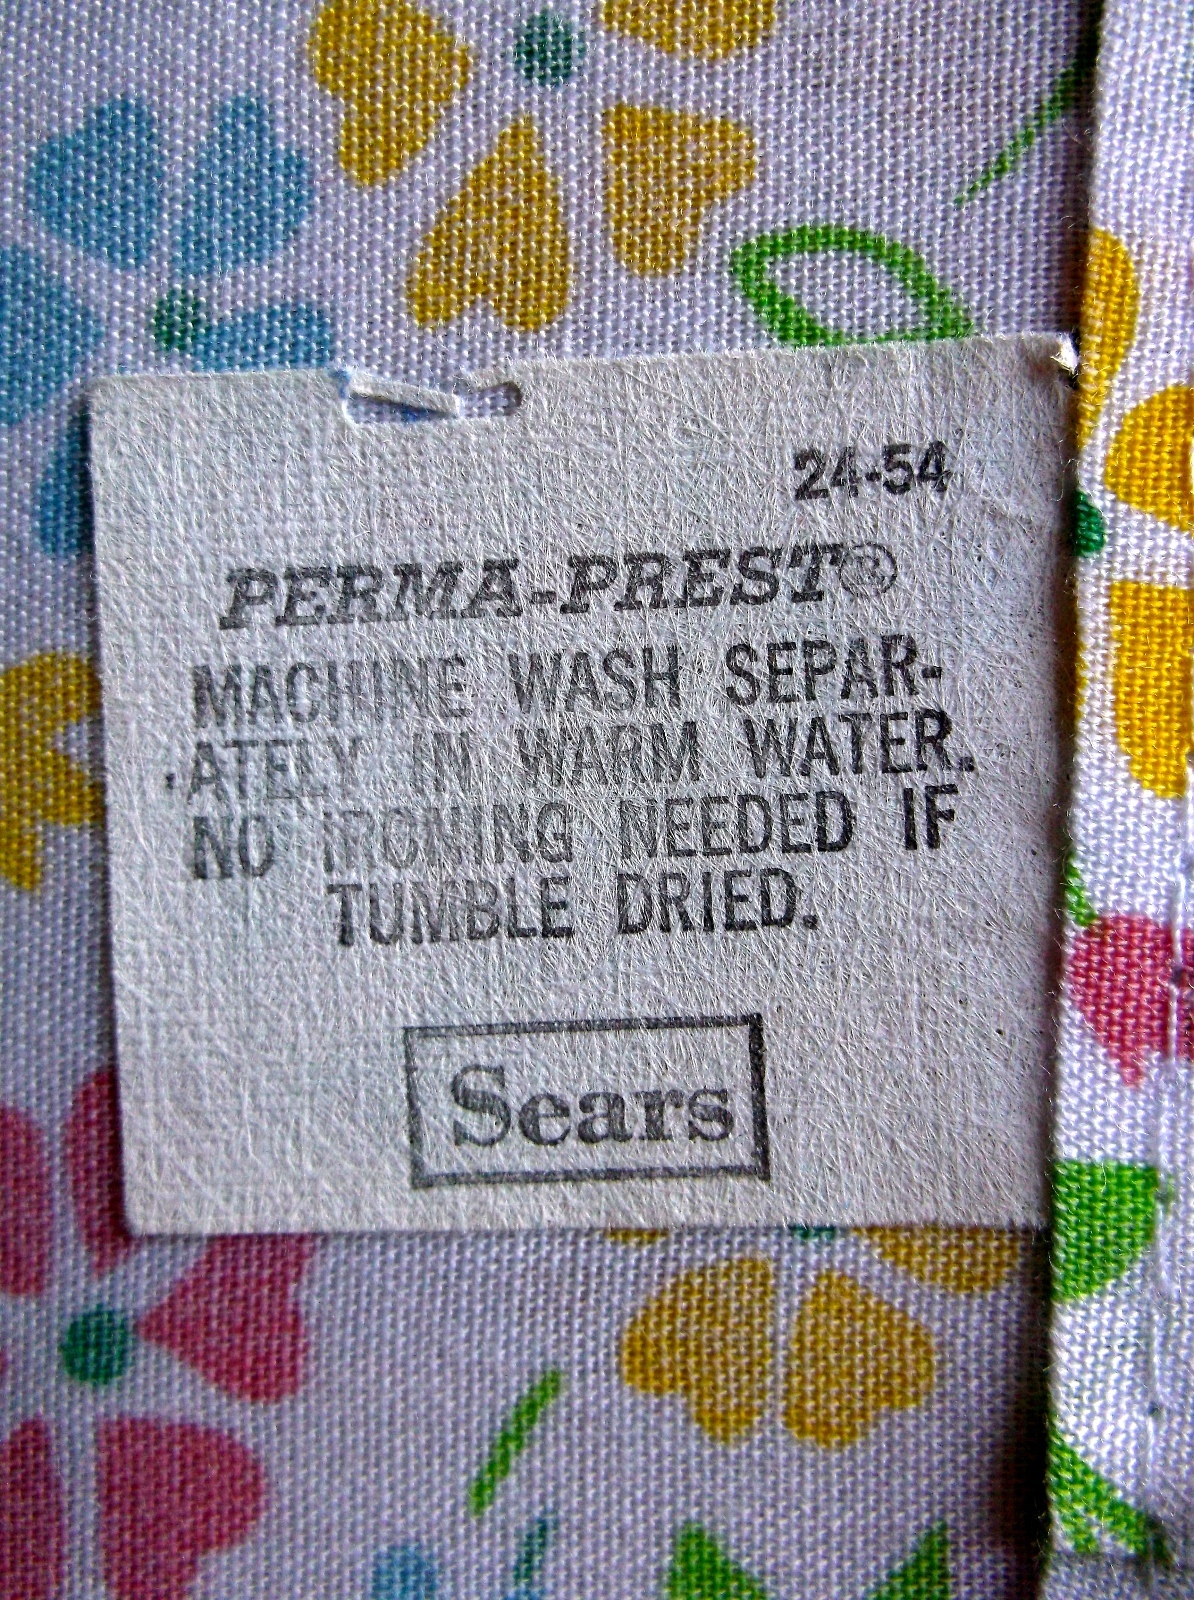 24-54
PERMA-PREST®
MACHINE WASH SEPAR-
ATELY IN WARM WATER.
NO IRONING NEEDED IF
TUMBLE DRIED.
Sears